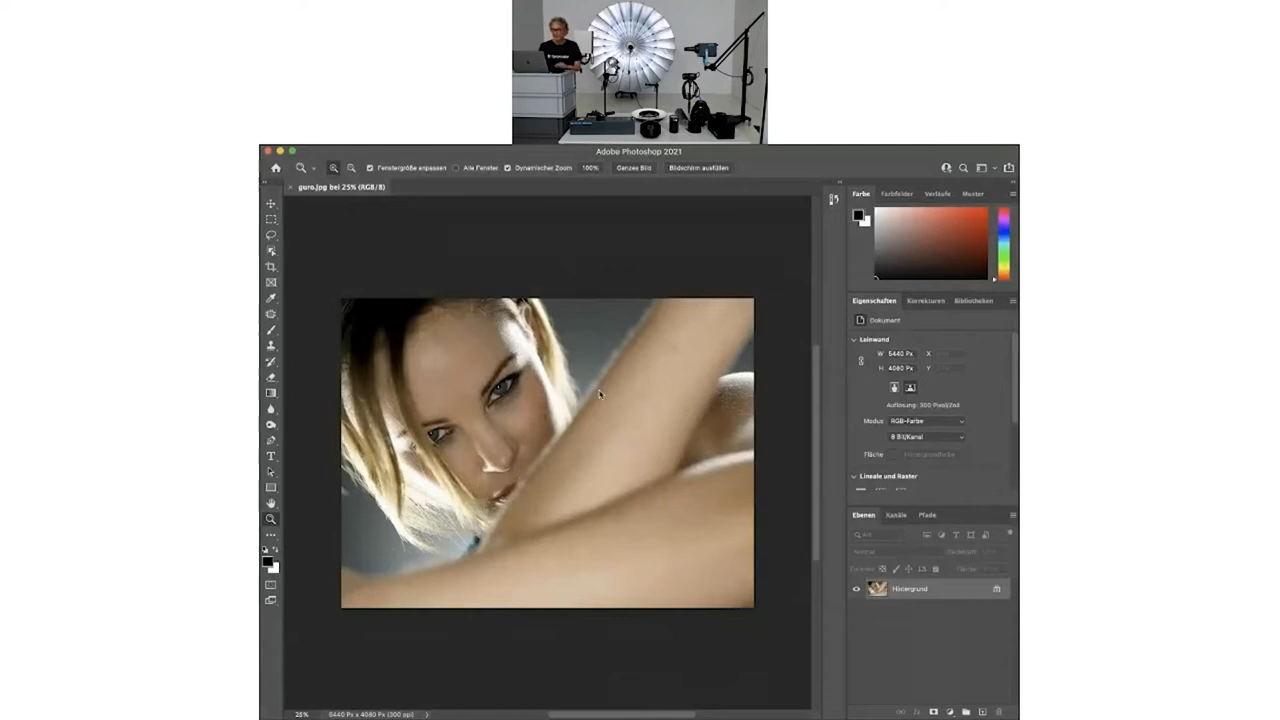 Adobe Photoshop 2021
Fenstergröße anpassen Alle Fenster Dynamischer Zoom 100% Ganzes Bild Bildschirm ausfüllen
guro.jpg bei 25% (RGB/8)
Farbe Farbfelder Verläufe Muster
Eigenschaften Korrekturen Bibliotheken
Dokument
Leinwand
W 5440 Px X
H 4080 Px Y
Auflösung: 300 Pixel/Zoll
Modus RGB-Farbe
8 Bit/Kanal
Fläche Hintergrundfarbe
Lineale und Raster
Ebenen Kanäle Pfade
Art
Normal Deckkraft:
Fläche:
Hintergrund
25% 5440 Px x 4080 Px (300 ppi)